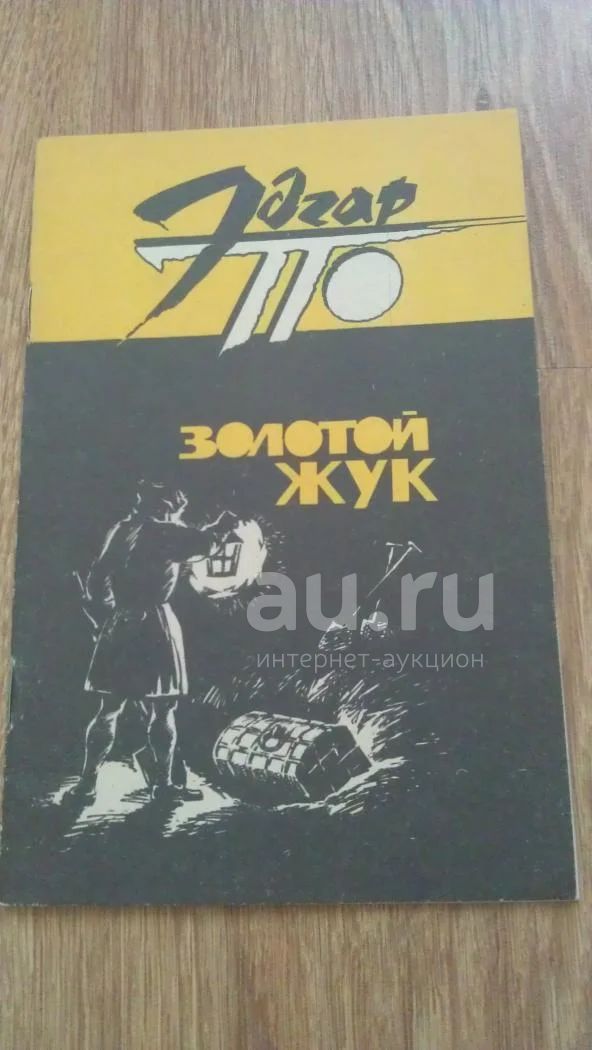 Эдгар
ПО
ЗОЛОТОЙ
ЖУК
au.ru
интернет-аукцион